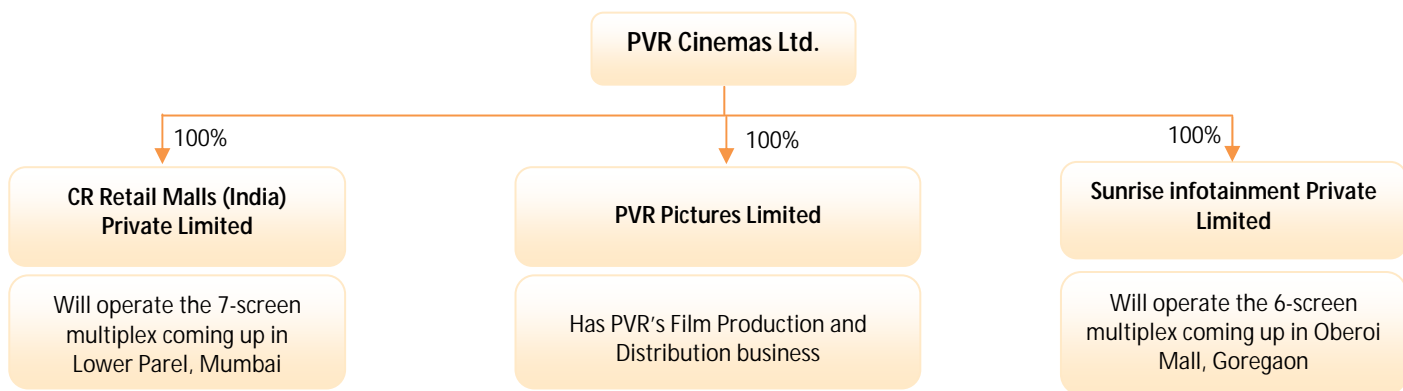 PVR Cinemas Ltd.
100%
100%
100%
CR Retail Malls (India)
Private Limited
PVR Pictures Limited
Sunrise infotainment Private
Limited
Will operate the 7-screen
multiplex coming up in
Lower Parel, Mumbai
Has PVR's Film Production and
Distribution business
Will operate the 6-screen
multiplex coming up in Oberoi
Mall, Goregaon